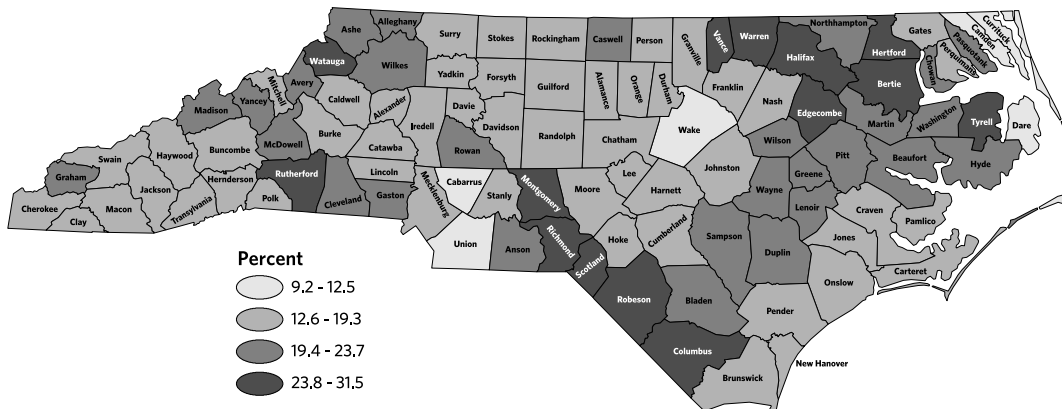 Ashe
Alleghany
Surry
Stokes
Rockingham
Caswell
Person
Granville
Vance
Warren
Northhampton
Gates
Currituck
Camden
Pasquotank
Perquimans
Chowan
Hertford
Halifax
Bertie
Watauga
Wilkes
Yadkin
Forsyth
Guilford
Alamance
Orange
Durham
Franklin
Nash
Edgecombe
Martin
Washington
Tyrell
Dare
Mitchell
Avery
Caldwell
Alexander
Iredell
Davie
Davidson
Randolph
Chatham
Wake
Wilson
Pitt
Beaufort
Hyde
Madison
Yancey
McDowell
Burke
Catawba
Rowan
Johnston
Greene
Wayne
Lenoir
Craven
Pamlico
Swain
Haywood
Buncombe
Rutherford
Lincoln
Cabarrus
Stanly
Montgomery
Moore
Lee
Harnett
Graham
Jackson
Hernderson
Polk
Cleveland
Gaston
Mecklenburg
Cherokee
Clay
Macon
Transylvania
Union
Anson
Richmond
Scotland
Hoke
Cumberland
Sampson
Duplin
Jones
Carteret
Onslow
Robeson
Bladen
Pender
Columbus
Brunswick
New Hanover
Percent
9.2 - 12.5
12.6 - 19.3
19.4 - 23.7
23.8 - 31.5